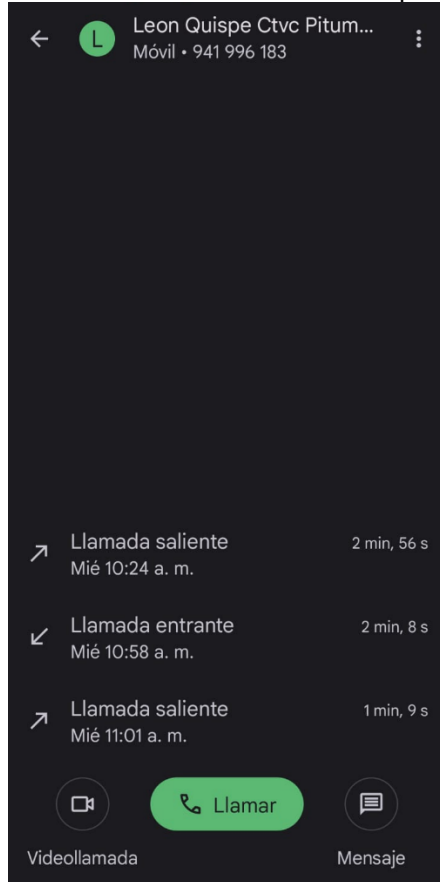 L
Leon Quispe Ctvc Pitum...
Móvil • 941 996 183
Llamada saliente
2 min, 56 s
Mié 10:24 a. m.
Llamada entrante
2 min, 8 s
Mié 10:58 a. m.
Llamada saliente
1 min, 9 s
Mié 11:01 a. m.
Llamar
Videollamada
Mensaje